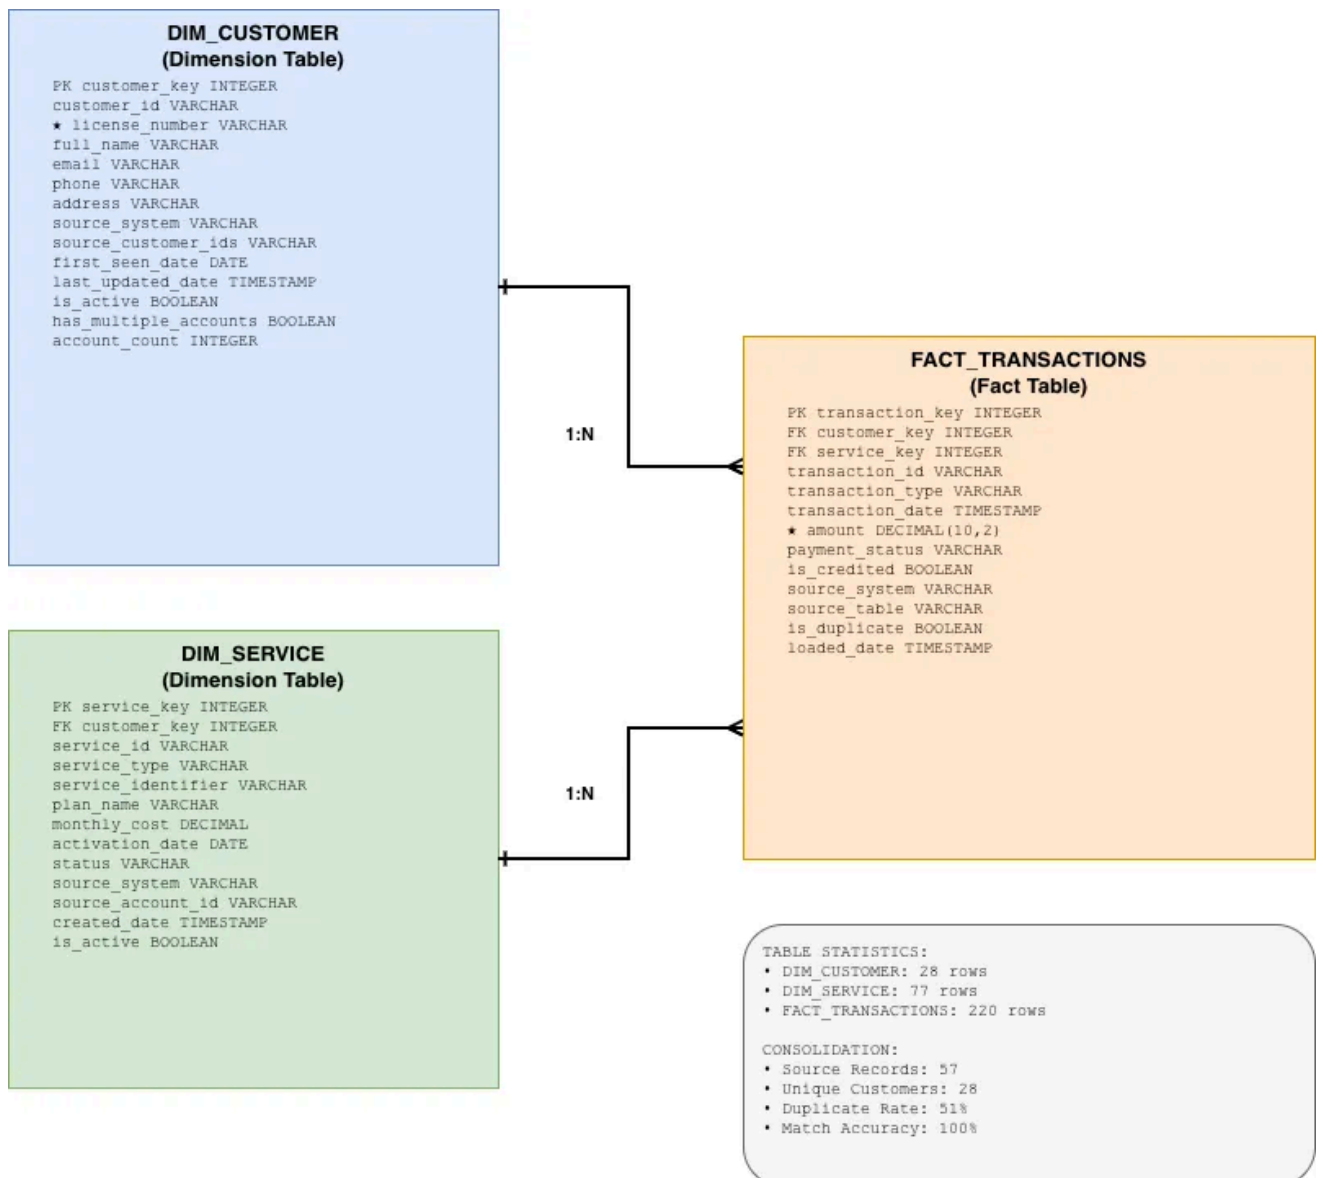 DIM_CUSTOMER
(Dimension Table)
PK customer_key INTEGER
customer_id VARCHAR
★ license_number VARCHAR
full_name VARCHAR
email VARCHAR
phone VARCHAR
address VARCHAR
source_system VARCHAR
source_customer_ids VARCHAR
first_seen_date DATE
last_updated_date TIMESTAMP
is_active BOOLEAN
has_multiple_accounts BOOLEAN
account_count INTEGER
1:N
FACT_TRANSACTIONS
(Fact Table)
PK transaction_key INTEGER
FK customer_key INTEGER
FK service_key INTEGER
transaction_id VARCHAR
transaction_type VARCHAR
transaction_date TIMESTAMP
★ amount DECIMAL(10,2)
payment_status VARCHAR
is_credited BOOLEAN
source_system VARCHAR
source_table VARCHAR
is_duplicate BOOLEAN
loaded_date TIMESTAMP
DIM_SERVICE
(Dimension Table)
PK service_key INTEGER
FK customer_key INTEGER
service_id VARCHAR
service_type VARCHAR
service_identifier VARCHAR
plan_name VARCHAR
monthly_cost DECIMAL
activation_date DATE
status VARCHAR
source_system VARCHAR
source_account_id VARCHAR
created_date TIMESTAMP
is_active BOOLEAN
1:N
TABLE STATISTICS:
• DIM_CUSTOMER: 28 rows
• DIM_SERVICE: 77 rows
• FACT_TRANSACTIONS: 220 rows
CONSOLIDATION:
• Source Records: 57
• Unique Customers: 28
• Duplicate Rate: 51%
• Match Accuracy: 100%